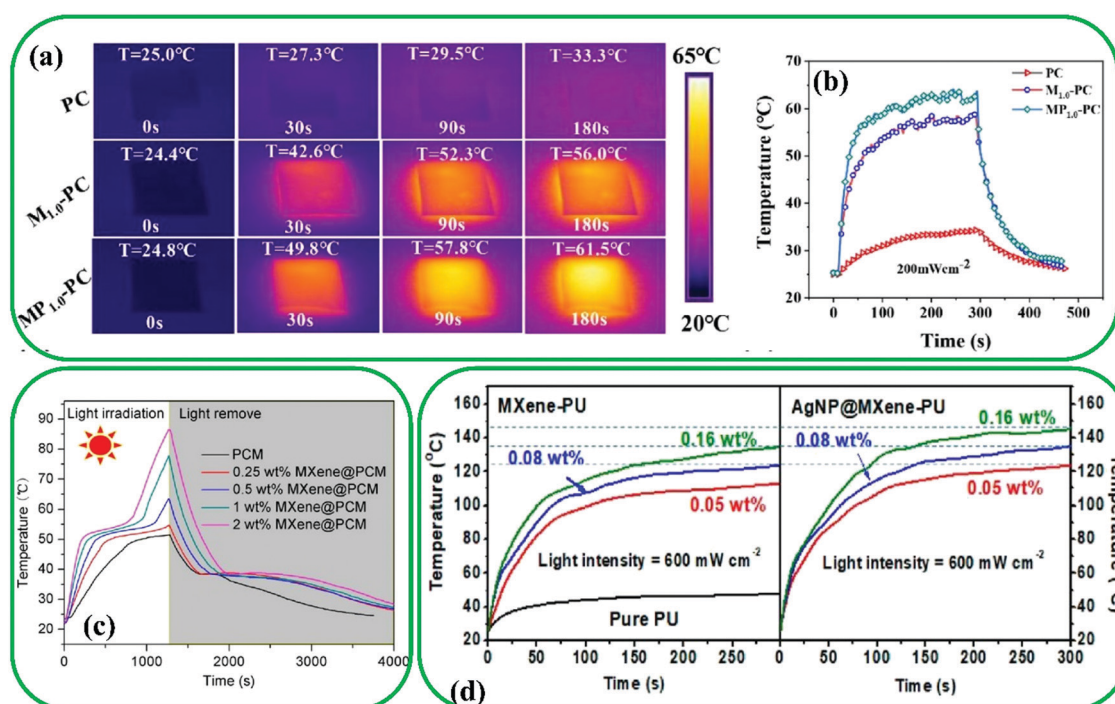 (a)
T=25.0°C T=27.3°C T=29.5°C T=33.3°C
PC
0s 30s 90s 180s
T=24.4°C T=42.6°C T=52.3°C T=56.0°C
M1.0-PC
0s 30s 90s 180s
T=24.8°C T=49.8°C T=57.8°C T=61.5°C
MP1.0-PC
0s 30s 90s 180s
65°C
20°C
(b)
PC
M1.0-PC
MP1.0-PC
70
60
50
40
30
20
Temperature (°C)
200mWcm⁻²
0 100 200 300 400 500
Time (s)
Light irradiation Light remove
PCM
0.25 wt% MXene@PCM
0.5 wt% MXene@PCM
1 wt% MXene@PCM
2 wt% MXene@PCM
90
80
70
60
50
40
30
20
Temperature (℃)
(c)
0 1000 2000 3000 4000
Time (s)
160
140
120
100
80
60
40
20
Temperature (°C)
MXene-PU
0.16 wt%
0.08 wt%
0.05 wt%
Light intensity = 600 mW cm⁻²
Pure PU
0 50 100 150 200 250
Time (s)
AgNP@MXene-PU
0.16 wt%
0.08 wt%
0.05 wt%
Light intensity = 600 mW cm⁻²
0 50 100 150 200 250 300
Time (s)
160
140
120
100
80
60
40
20
(d)